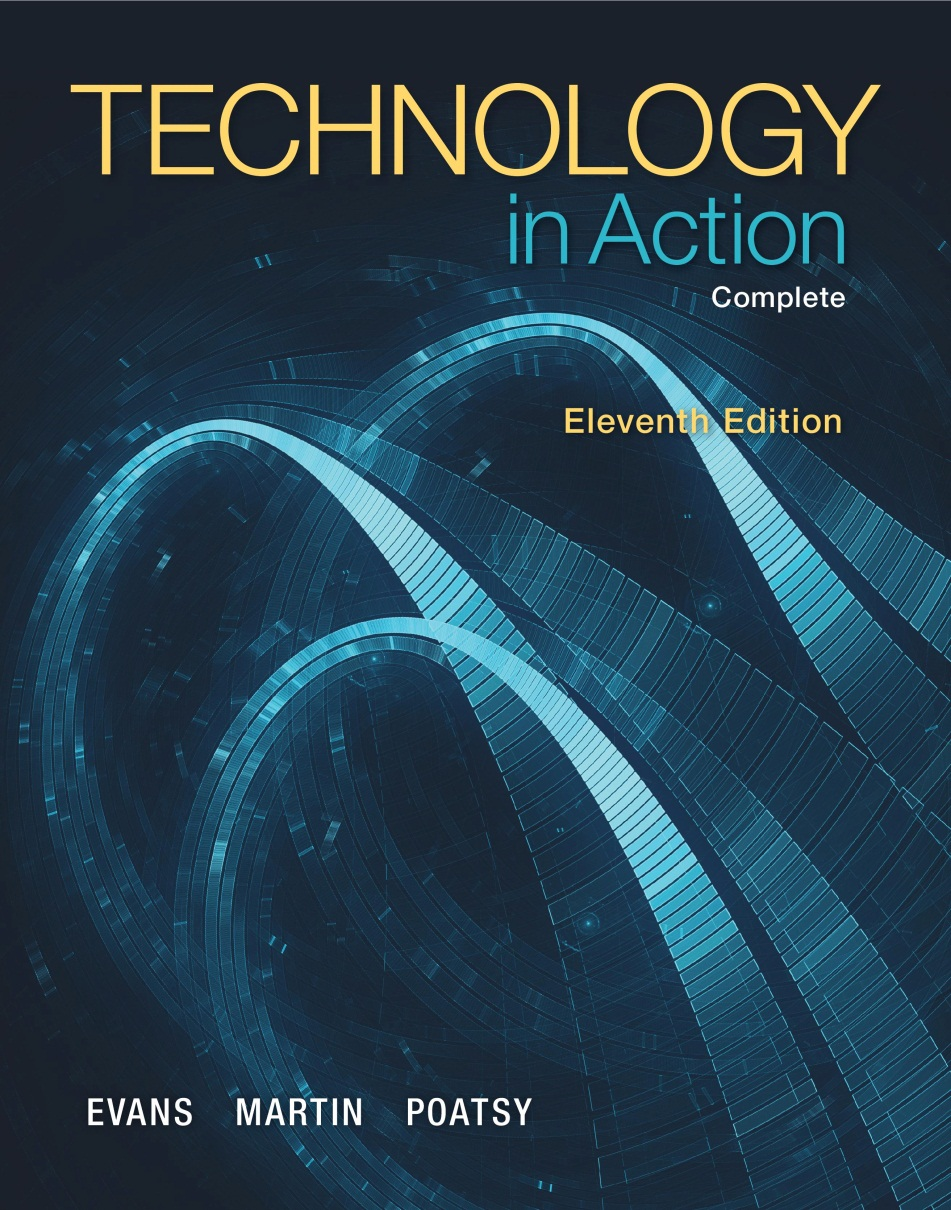 TECHNOLOGY
in Action
Complete
Eleventh Edition
EVANS MARTIN POATSY